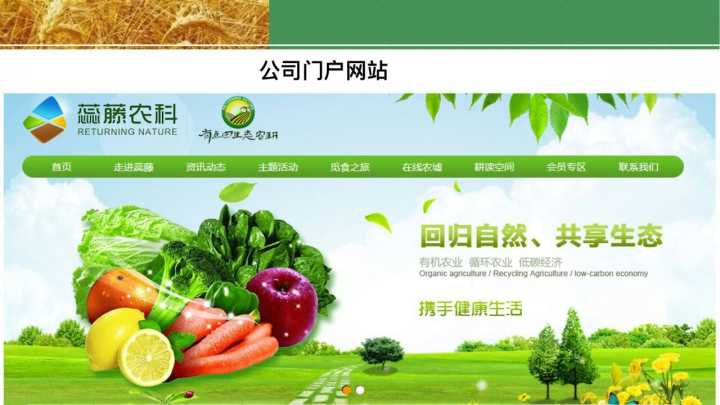 公司门户网站
蕊藤农科
RETURNING NATURE
首页 走进蕊藤 资讯动态 主题活动 觅食之旅 在线农墟 耕读空间 会员专区 联系我们
回归自然、共享生态
有机农业 循环农业 低碳经济
Organic agriculture / Recycling Agriculture / low-carbon economy
携手健康生活